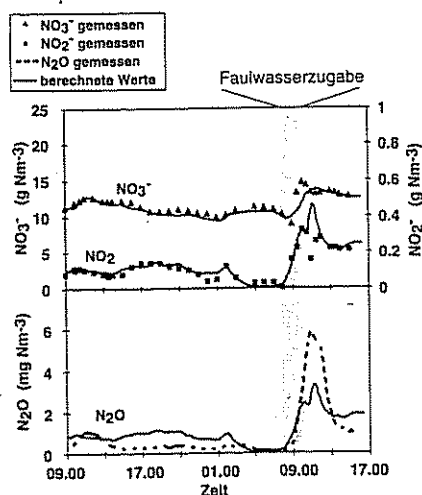 NO3- gemessen
NO2- gemessen
N2O gemessen
berechnete Werte
Faulwasserzugabe
25
20
15
10
5
0
NO3- (g Nm-3)
1
0.8
0.6
0.4
0.2
0
NO2- (g Nm-3)
NO3-
NO2
6
4
2
0
N2O (mg Nm-3)
N2O
09.00
17.00
01.00
09.00
17.00
Zeit